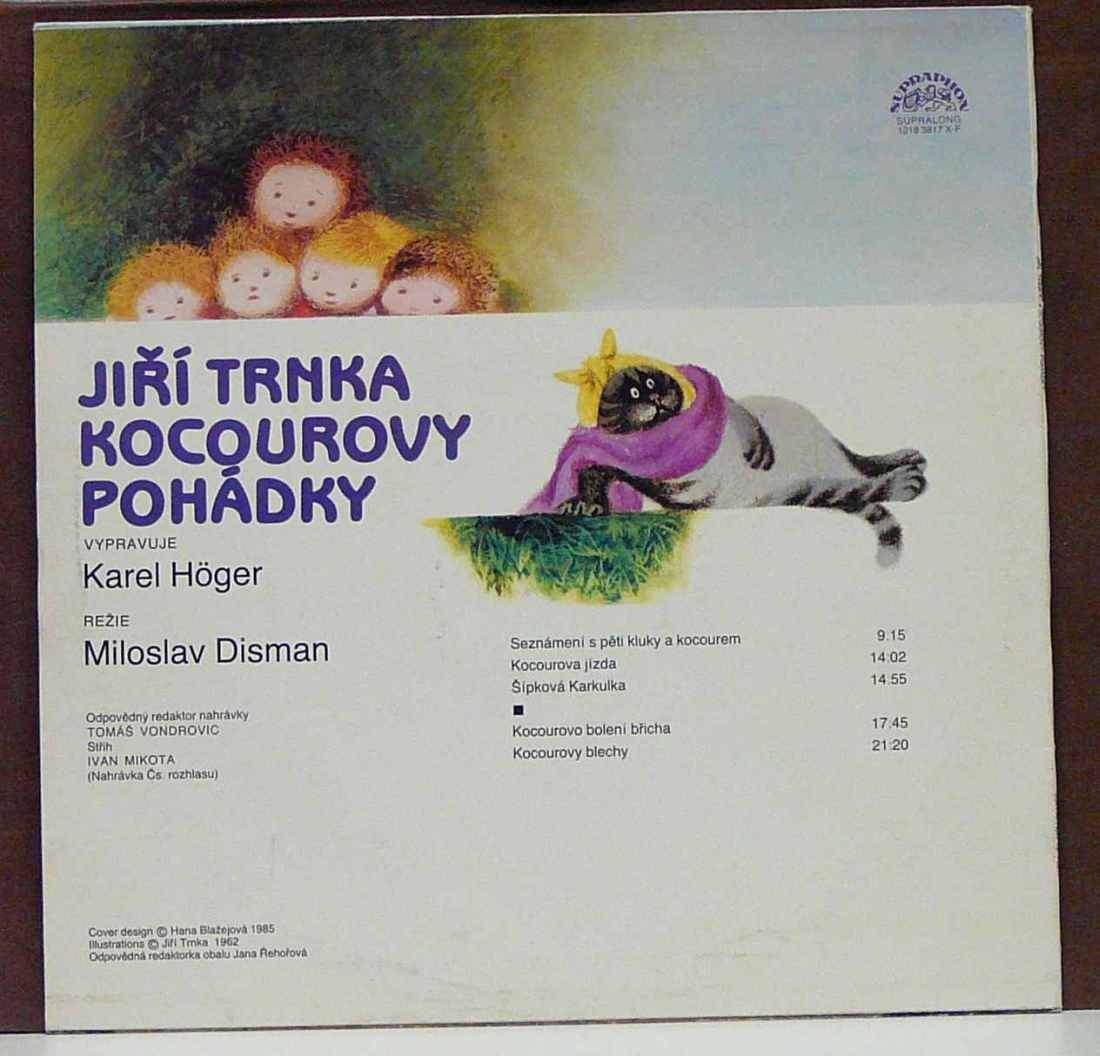 SUPRAPHON
SUPRALONG
1218 3817 X-F
JIŘÍ TRNKA
KOCOUROVY
POHÁDKY
VYPRAVUJE
Karel Höger
REŽIE
Miloslav Disman
Odpovědný redaktor nahrávky
TOMÁŠ VONDROVIC
Střih
IVAN MIKOTA
(Nahrávka Čs. rozhlasu)
Seznámení s pěti kluky a kocourem 9.15
Kocourova jízda 14:02
Šípková Karkulka 14.55
Kocourovo bolení břicha 17.45
Kocourovy blechy 21:20
Cover design © Hana Blažejová 1985
Illustrations © Jiří Trnka 1962
Odpovědná redaktorka obalu Jana Řehořová